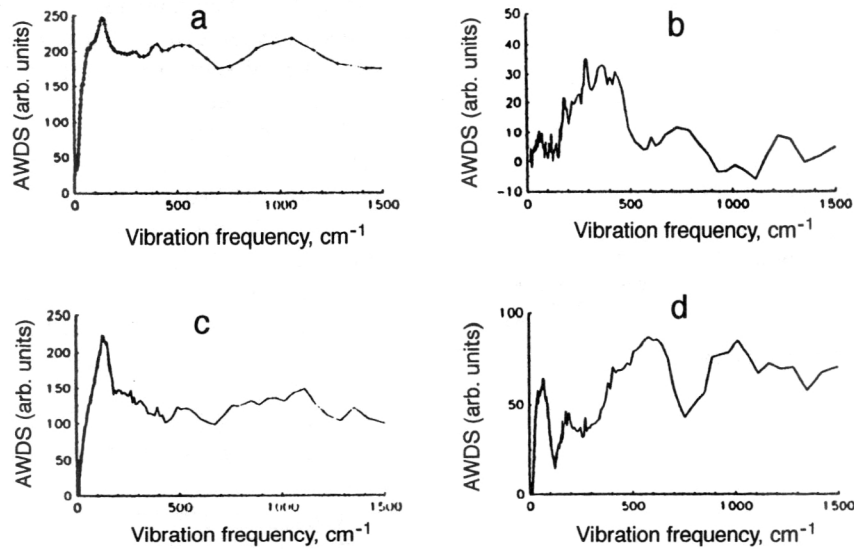 a
AWDS (arb. units)
250
200
150
100
50
0
0 500 1000 1500
Vibration frequency, cm⁻¹
b
AWDS (arb. units)
50
40
30
20
10
0
-10
0 500 1000 1500
Vibration frequency, cm⁻¹
c
AWDS (arb. units)
250
200
150
100
50
0
0 500 1000 1500
Vibration frequency, cm⁻¹
d
AWDS (arb. units)
100
50
0
0 500 1000 1500
Vibration frequency, cm⁻¹